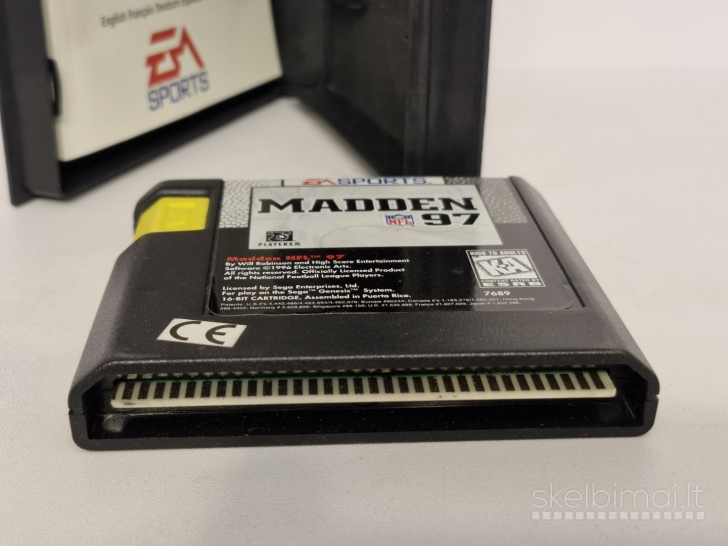 English Français Deutsch
EA
SPORTS
EA SPORTS
MADDEN
NFL 97
PLAYERS
Madden NFL™ 97
By Will Robinson and High Score Entertainment
Software ©1996 Electronic Arts.
All rights reserved. Officially Licensed Product
of the National Football League Players.
Licensed by Sega Enterprises, Ltd.
For play on the Sega™ Genesis™ System.
16-BIT CARTRIDGE, Assembled in Puerto Rico.
KIDS TO ADULTS
K-A
ESRB
7689
CE
skelbimai.lt